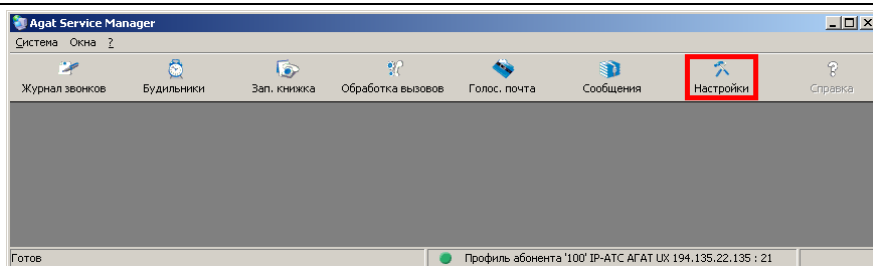 Agat Service Manager
Система Окна ?
Журнал звонков Будильники Зап. книжка Обработка вызовов Голос. почта Сообщения Настройки Справка
Готов Профиль абонента '100' IP-АТС АГАТ UX 194.135.22.135 : 21